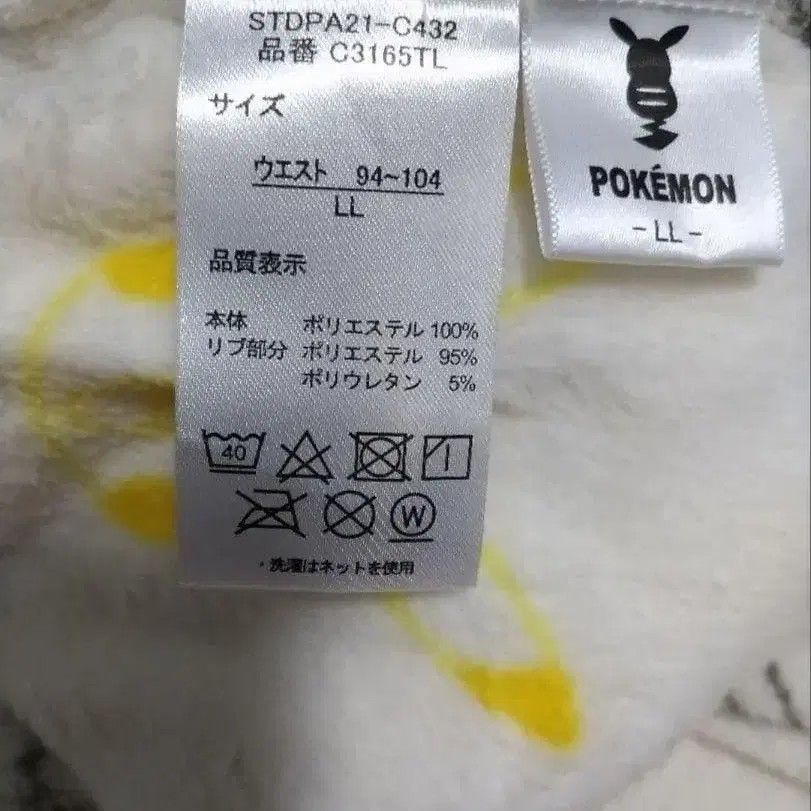 STDPA21-C432
品番 C3165TL
サイズ
ウエスト 94~104
LL
品質表示
本体 ポリエステル 100%
リブ部分 ポリエステル 95%
ポリウレタン 5%
40
W
・洗濯はネットを使用
POKÉMON
-LL-